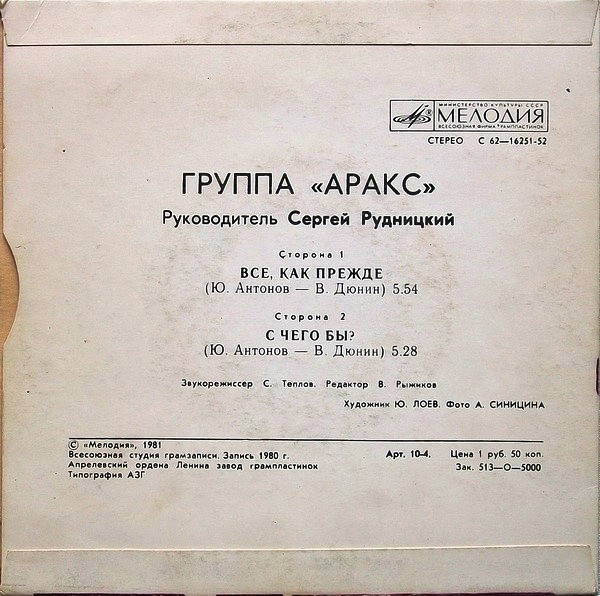 МИНИСТЕРСТВО КУЛЬТУРЫ СССР
МЕЛОДИЯ
ВСЕСОЮЗНАЯ ФИРМА ГРАМПЛАСТИНОК
СТЕРЕО С 62—16251-52
ГРУППА «АРАКС»
Руководитель Сергей Рудницкий
Сторона 1
ВСЕ, КАК ПРЕЖДЕ
(Ю. Антонов — В. Дюнин) 5.54
Сторона 2
С ЧЕГО БЫ?
(Ю. Антонов — В. Дюнин) 5.28
Звукорежиссер С. Теплов. Редактор В. Рыжиков
Художник Ю. ЛОЕВ. Фото А. СИНИЦИНА
© «Мелодия», 1981
Всесоюзная студия грамзаписи. Запись 1980 г. Арт. 10-4. Цена 1 руб. 50 коп.
Апрелевский ордена Ленина завод грампластинок Зак. 513—О—5000
Типография АЗГ